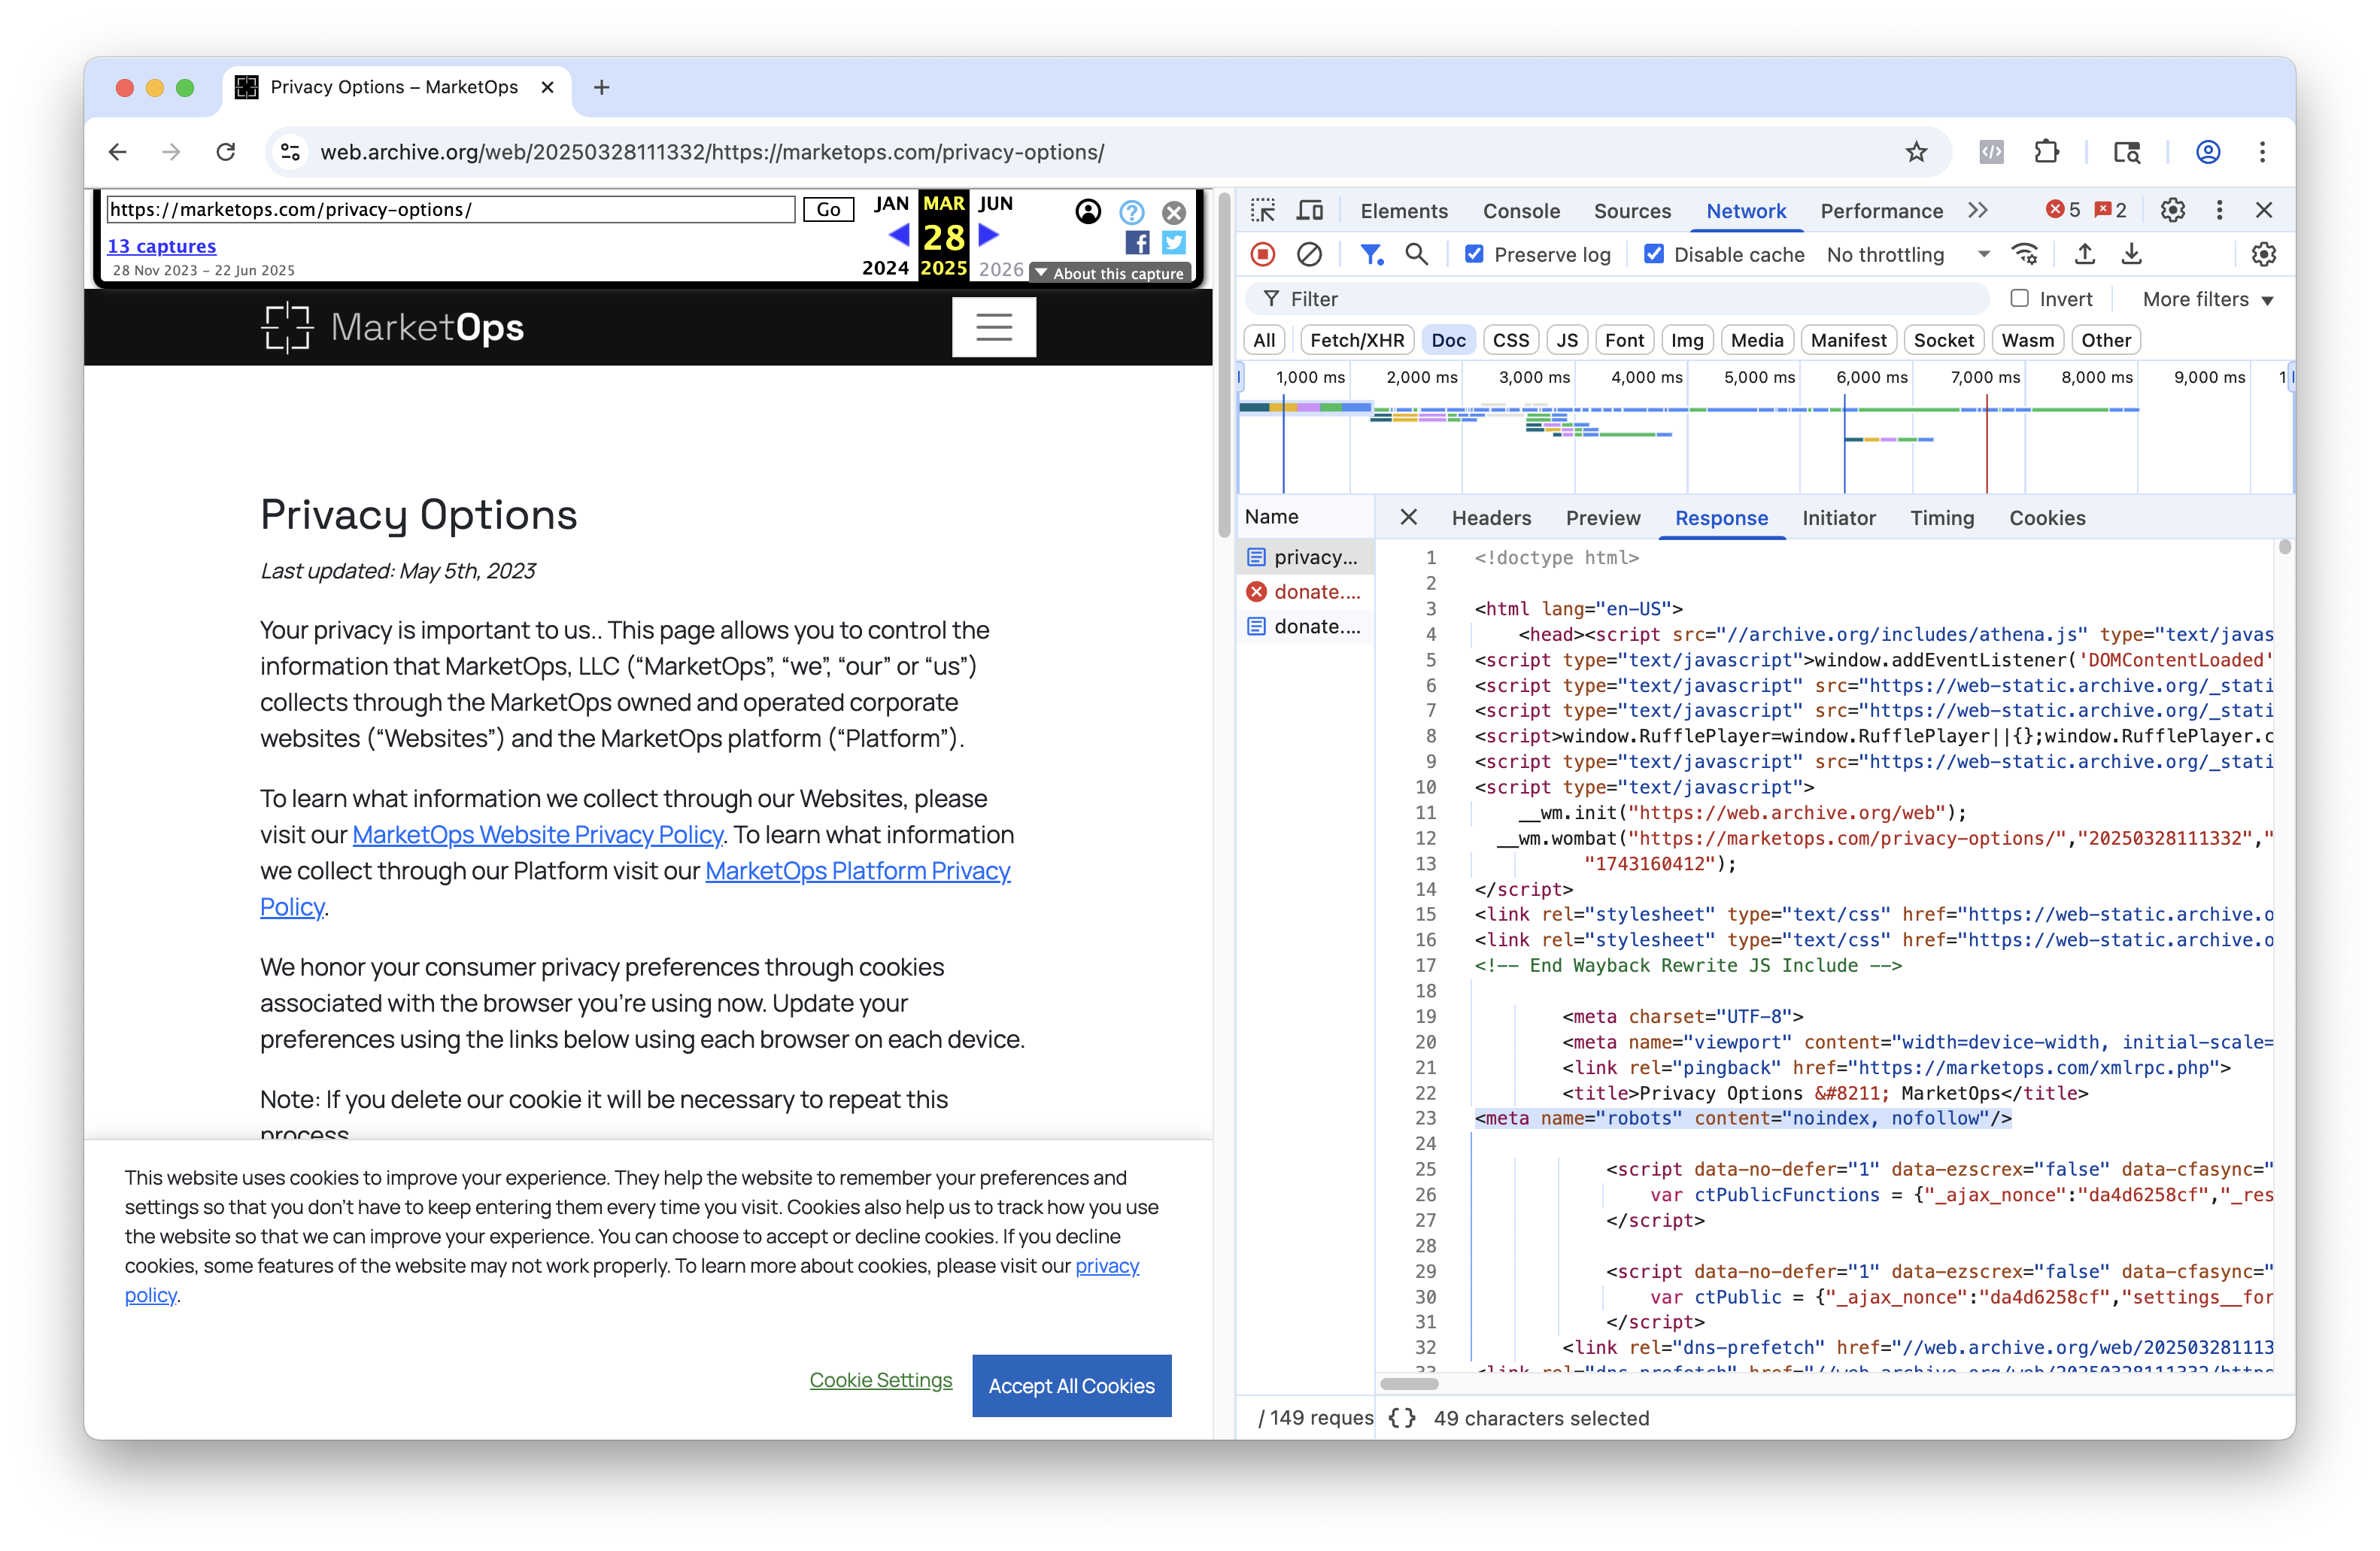 Privacy Options – MarketOps
web.archive.org/web/20250328111332/https://marketops.com/privacy-options/
https://marketops.com/privacy-options/
Go
JAN MAR JUN
13 captures
28
28 Nov 2023 – 22 Jun 2025
2024 2025 2026
About this capture
MarketOps
Privacy Options
Last updated: May 5th, 2023
Your privacy is important to us.. This page allows you to control the
information that MarketOps, LLC (“MarketOps”, “we”, “our” or “us”)
collects through the MarketOps owned and operated corporate
websites (“Websites”) and the MarketOps platform (“Platform”).
To learn what information we collect through our Websites, please
visit our MarketOps Website Privacy Policy. To learn what information
we collect through our Platform visit our MarketOps Platform Privacy
Policy.
We honor your consumer privacy preferences through cookies
associated with the browser you’re using now. Update your
preferences using the links below using each browser on each device.
Note: If you delete our cookie it will be necessary to repeat this
process
This website uses cookies to improve your experience. They help the website to remember your preferences and
settings so that you don’t have to keep entering them every time you visit. Cookies also help us to track how you use
the website so that we can improve your experience. You can choose to accept or decline cookies. If you decline
cookies, some features of the website may not work properly. To learn more about cookies, please visit our privacy
policy.
Cookie Settings
Accept All Cookies
Elements Console Sources Network Performance 5 2
Preserve log Disable cache No throttling
Filter Invert More filters
All Fetch/XHR Doc CSS JS Font Img Media Manifest Socket Wasm Other
1,000 ms 2,000 ms 3,000 ms 4,000 ms 5,000 ms 6,000 ms 7,000 ms 8,000 ms 9,000 ms 1
Name
privacy...
donate....
donate....
Headers Preview Response Initiator Timing Cookies
1 <!doctype html>
2
3 <html lang="en-US">
4 <head><script src="//archive.org/includes/athena.js" type="text/javas
5 <script type="text/javascript">window.addEventListener('DOMContentLoaded'
6 <script type="text/javascript" src="https://web-static.archive.org/_stati
7 <script type="text/javascript" src="https://web-static.archive.org/_stati
8 <script>window.RufflePlayer=window.RufflePlayer||{};window.RufflePlayer.c
9 <script type="text/javascript" src="https://web-static.archive.org/_stati
10 <script type="text/javascript">
11 __wm.init("https://web.archive.org/web");
12 __wm.wombat("https://marketops.com/privacy-options/","20250328111332","
13 "1743160412");
14 </script>
15 <link rel="stylesheet" type="text/css" href="https://web-static.archive.o
16 <link rel="stylesheet" type="text/css" href="https://web-static.archive.o
17 <!-- End Wayback Rewrite JS Include -->
18
19 <meta charset="UTF-8">
20 <meta name="viewport" content="width=device-width, initial-scale=
21 <link rel="pingback" href="https://marketops.com/xmlrpc.php">
22 <title>Privacy Options &#8211; MarketOps</title>
23 <meta name="robots" content="noindex, nofollow"/>
24
25 <script data-no-defer="1" data-ezscrex="false" data-cfasync="
26 var ctPublicFunctions = {"_ajax_nonce":"da4d6258cf","_res
27 </script>
28
29 <script data-no-defer="1" data-ezscrex="false" data-cfasync="
30 var ctPublic = {"_ajax_nonce":"da4d6258cf","settings__for
31 </script>
32 <link rel="dns-prefetch" href="//web.archive.org/web/202503281113
33 <link rel="dns-prefetch" href="//web.archive.org/web/20250328111332/https
/ 149 reques
{ } 49 characters selected